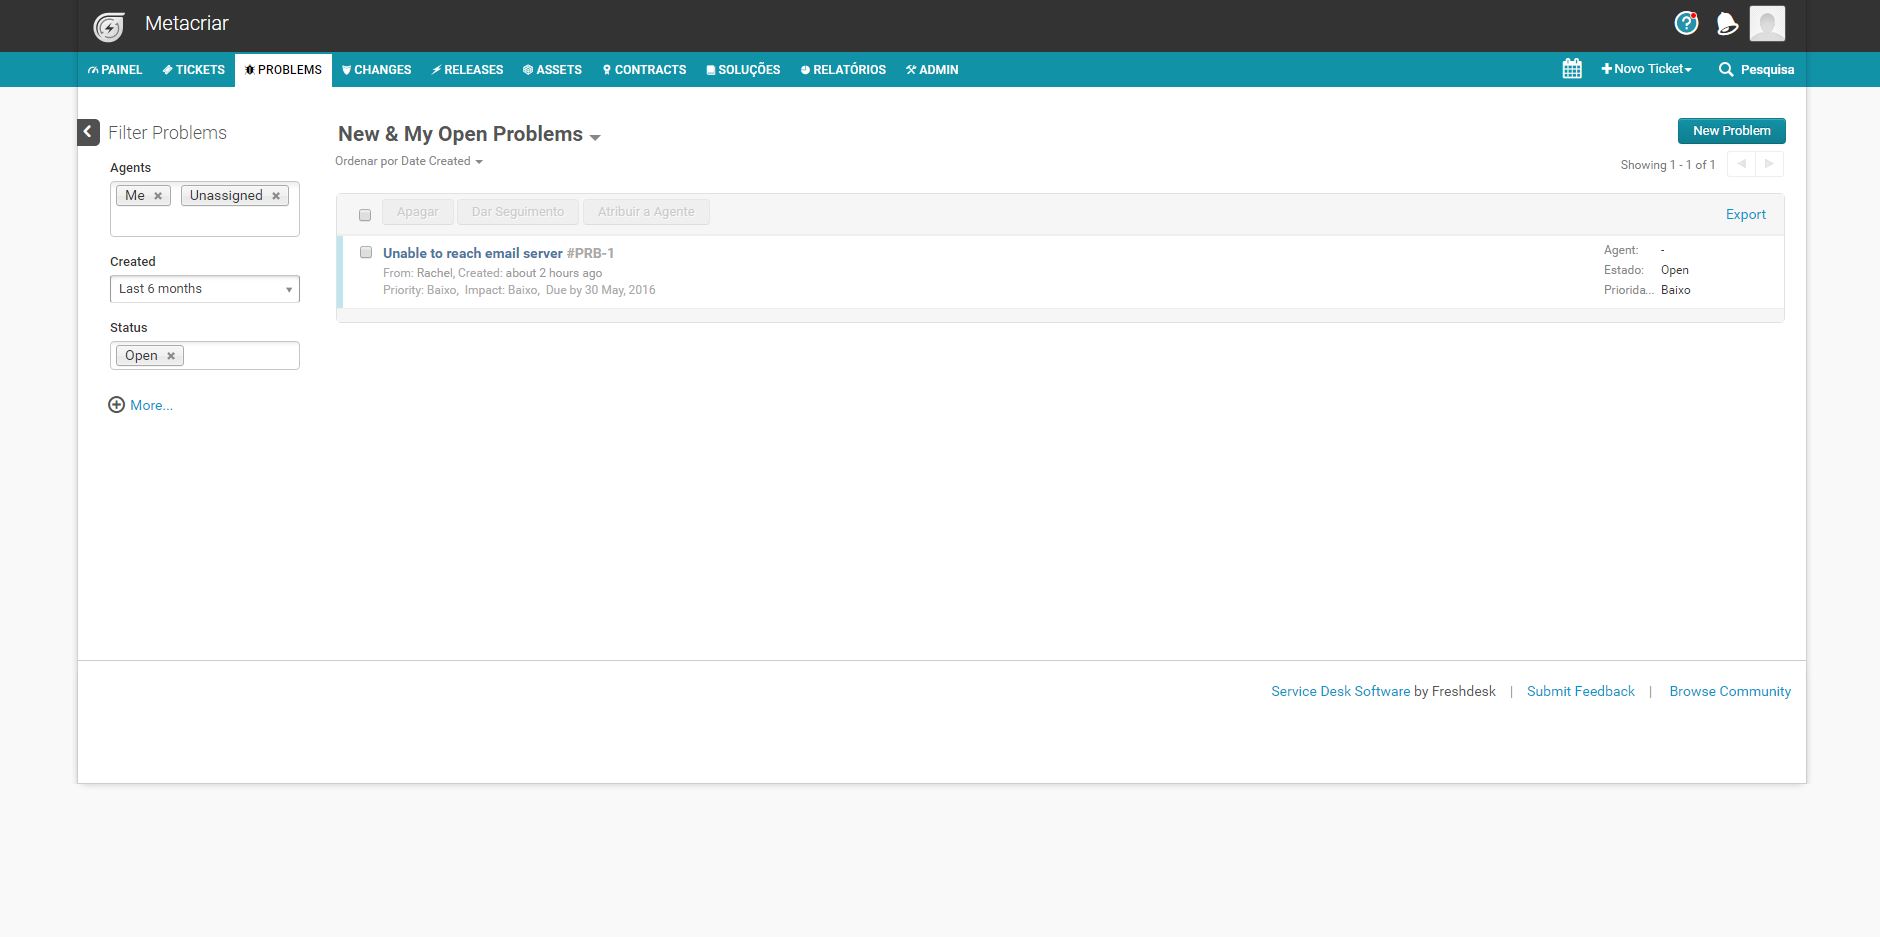 Metacriar
PAINEL TICKETS PROBLEMS CHANGES RELEASES ASSETS CONTRACTS SOLUÇÕES RELATÓRIOS ADMIN Novo Ticket Pesquisa
Filter Problems
Agents
Me Unassigned
Created
Last 6 months
Status
Open
More...
New & My Open Problems
New Problem
Ordenar por Date Created
Showing 1 - 1 of 1
Apagar Dar Seguimento Atribuir a Agente Export
Unable to reach email server #PRB-1
From: Rachel, Created: about 2 hours ago
Priority: Baixo, Impact: Baixo, Due by 30 May, 2016
Agent: -
Estado: Open
Priorida... Baixo
Service Desk Software by Freshdesk | Submit Feedback | Browse Community